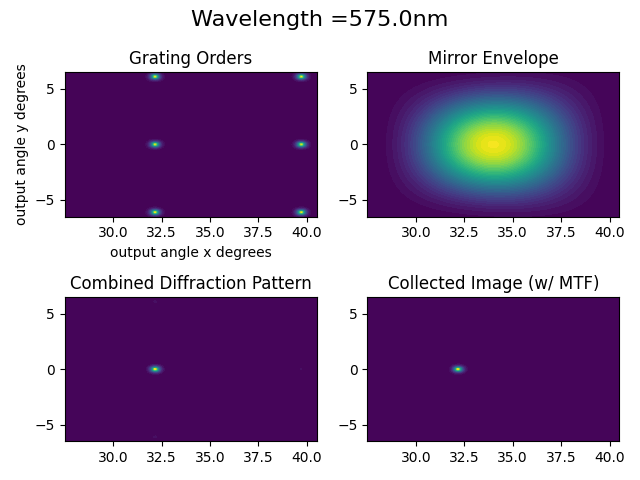 Wavelength =575.0nm
Grating Orders
Mirror Envelope
output angle y degrees
5
0
−5
30.0 32.5 35.0 37.5 40.0
output angle x degrees
5
0
−5
30.0 32.5 35.0 37.5 40.0
Combined Diffraction Pattern
Collected Image (w/ MTF)
5
0
−5
30.0 32.5 35.0 37.5 40.0
5
0
−5
30.0 32.5 35.0 37.5 40.0